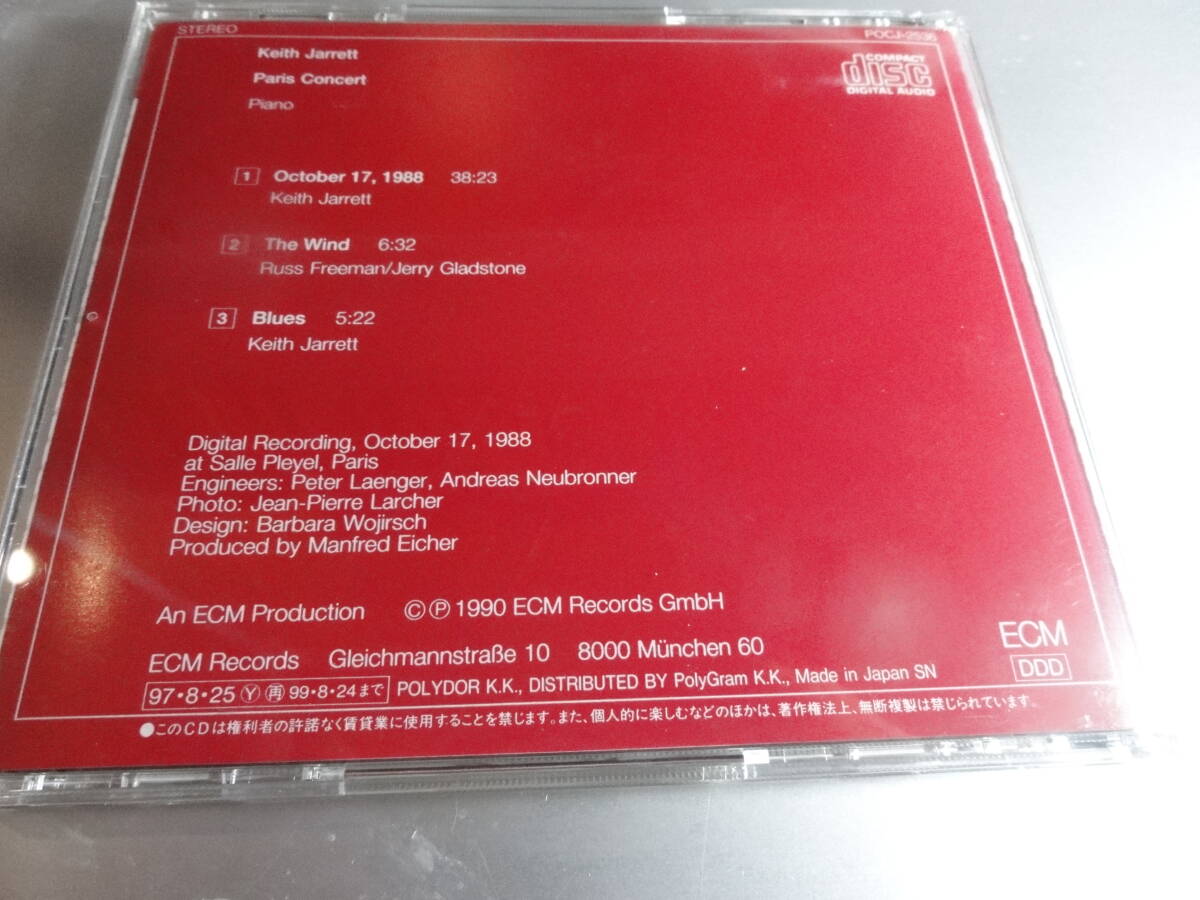 STEREO
POCJ-2536
COMPACT
disc
DIGITAL AUDIO
Keith Jarrett
Paris Concert
Piano
1 October 17, 1988 38:23
Keith Jarrett
2 The Wind 6:32
Russ Freeman/Jerry Gladstone
3 Blues 5:22
Keith Jarrett
Digital Recording, October 17, 1988
at Salle Pleyel, Paris
Engineers: Peter Laenger, Andreas Neubronner
Photo: Jean-Pierre Larcher
Design: Barbara Wojirsch
Produced by Manfred Eicher
An ECM Production ©℗ 1990 ECM Records GmbH
ECM
DDD
ECM Records Gleichmannstraße 10 8000 München 60
97・8・25 Ⓨ ㊢ 99・8・24まで POLYDOR K.K., DISTRIBUTED BY PolyGram K.K., Made in Japan SN
●このCDは権利者の許諾なく賃貸業に使用することを禁じます。また、個人的に楽しむなどのほかは、著作権法上、無断複製は禁じられています。